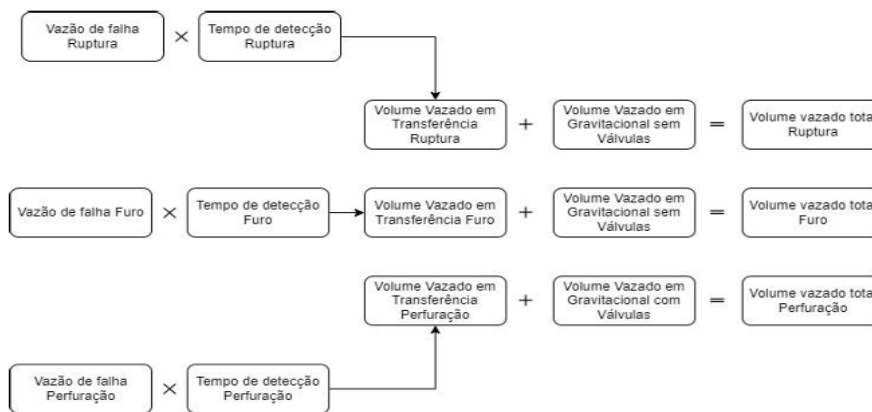 Vazão de falha
Ruptura
×
Tempo de detecção
Ruptura
Volume Vazado em
Transferência
Ruptura
+
Volume Vazado em
Gravitacional sem
Válvulas
=
Volume vazado total
Ruptura
Vazão de falha Furo
×
Tempo de detecção
Furo
Volume Vazado em
Transferência Furo
+
Volume Vazado em
Gravitacional sem
Válvulas
=
Volume vazado total
Furo
Volume Vazado em
Transferência
Perfuração
+
Volume Vazado em
Gravitacional com
Válvulas
=
Volume vazado total
Perfuração
Vazão de falha
Perfuração
×
Tempo de detecção
Perfuração